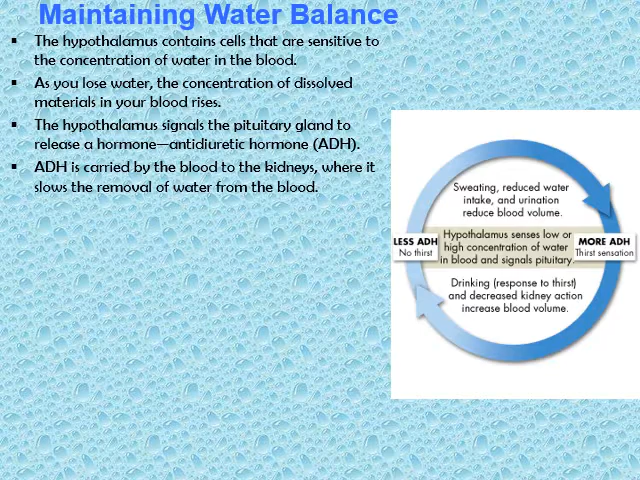 Maintaining Water Balance
▪ The hypothalamus contains cells that are sensitive to
the concentration of water in the blood.
▪ As you lose water, the concentration of dissolved
materials in your blood rises.
▪ The hypothalamus signals the pituitary gland to
release a hormone—antidiuretic hormone (ADH).
▪ ADH is carried by the blood to the kidneys, where it
slows the removal of water from the blood.
Sweating, reduced water
intake, and urination
reduce blood volume.
LESS ADH
No thirst
Hypothalamus senses low or
high concentration of water
in blood and signals pituitary.
MORE ADH
Thirst sensation
Drinking (response to thirst)
and decreased kidney action
increase blood volume.